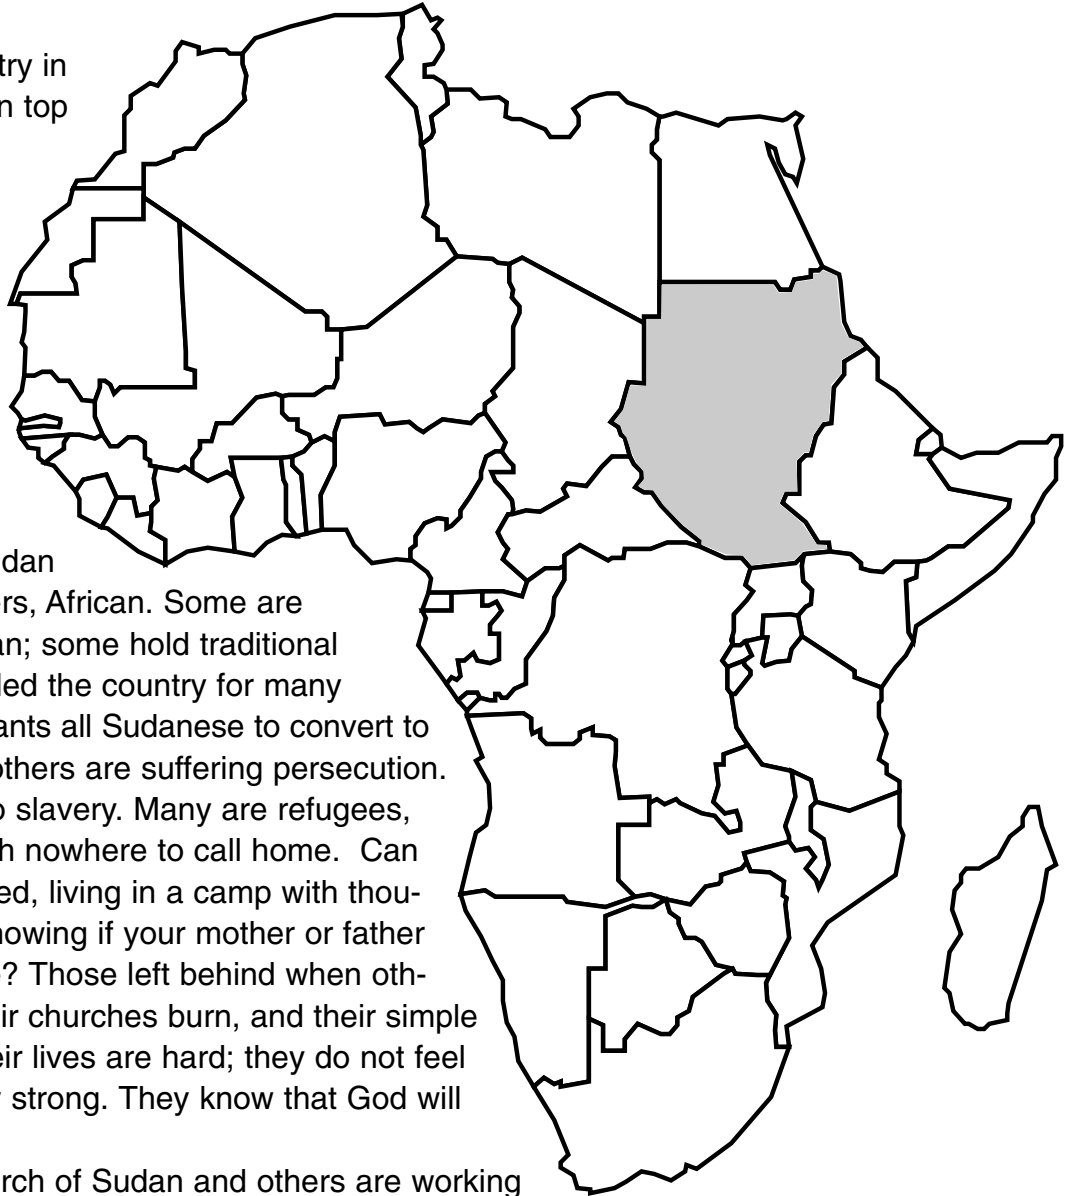 try in
n top
dan
rs, African. Some are
an; some hold traditional
led the country for many
ants all Sudanese to convert to
others are suffering persecution.
o slavery. Many are refugees,
h nowhere to call home.  Can
ed, living in a camp with thou-
nowing if your mother or father
? Those left behind when oth-
ir churches burn, and their simple
eir lives are hard; they do not feel
y strong. They know that God will
rch of Sudan and others are working